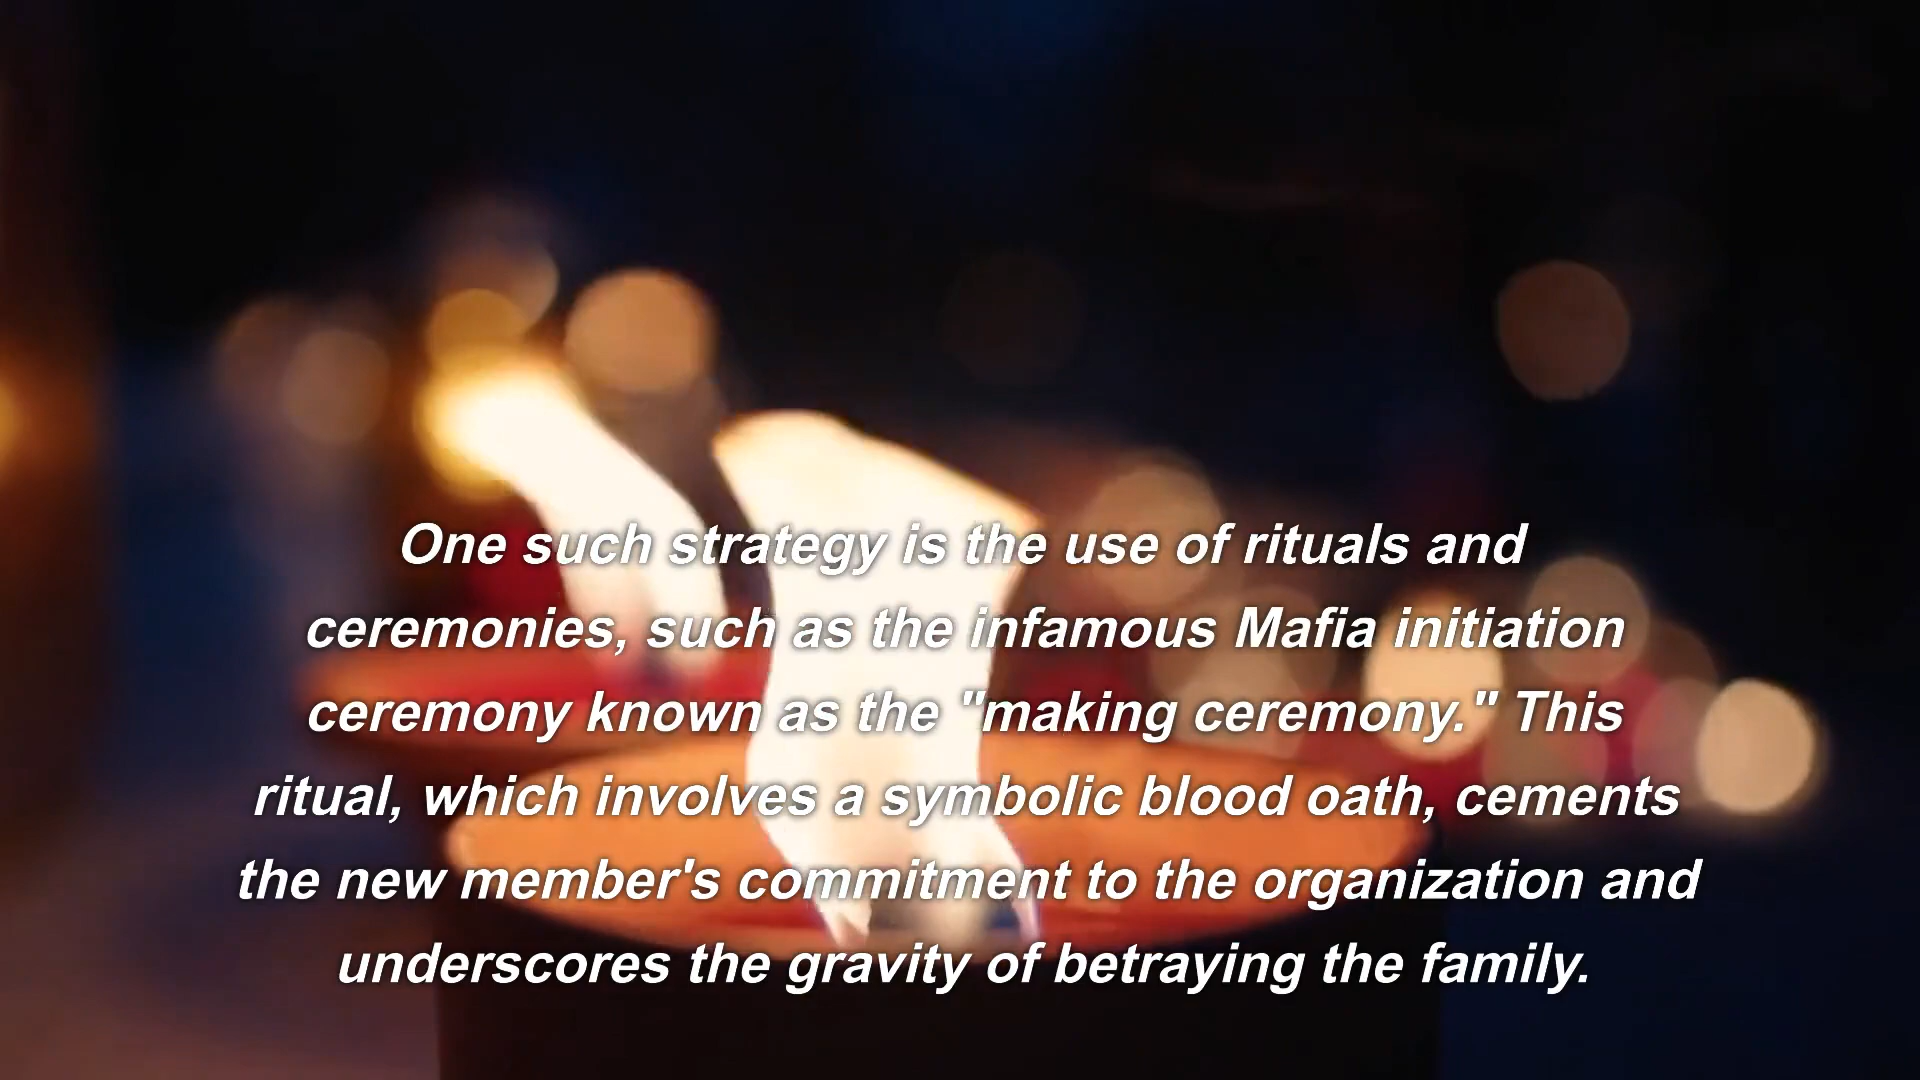 One such strategy is the use of rituals and
ceremonies, such as the infamous Mafia initiation
ceremony known as the "making ceremony." This
ritual, which involves a symbolic blood oath, cements
the new member's commitment to the organization and
underscores the gravity of betraying the family.